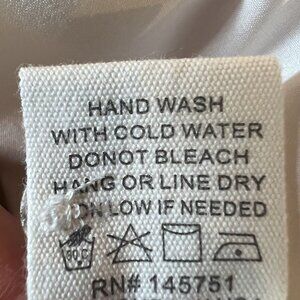 HAND WASH
WITH COLD WATER
DONOT BLEACH
HANG OR LINE DRY
LOW IF NEEDED
RN# 145751